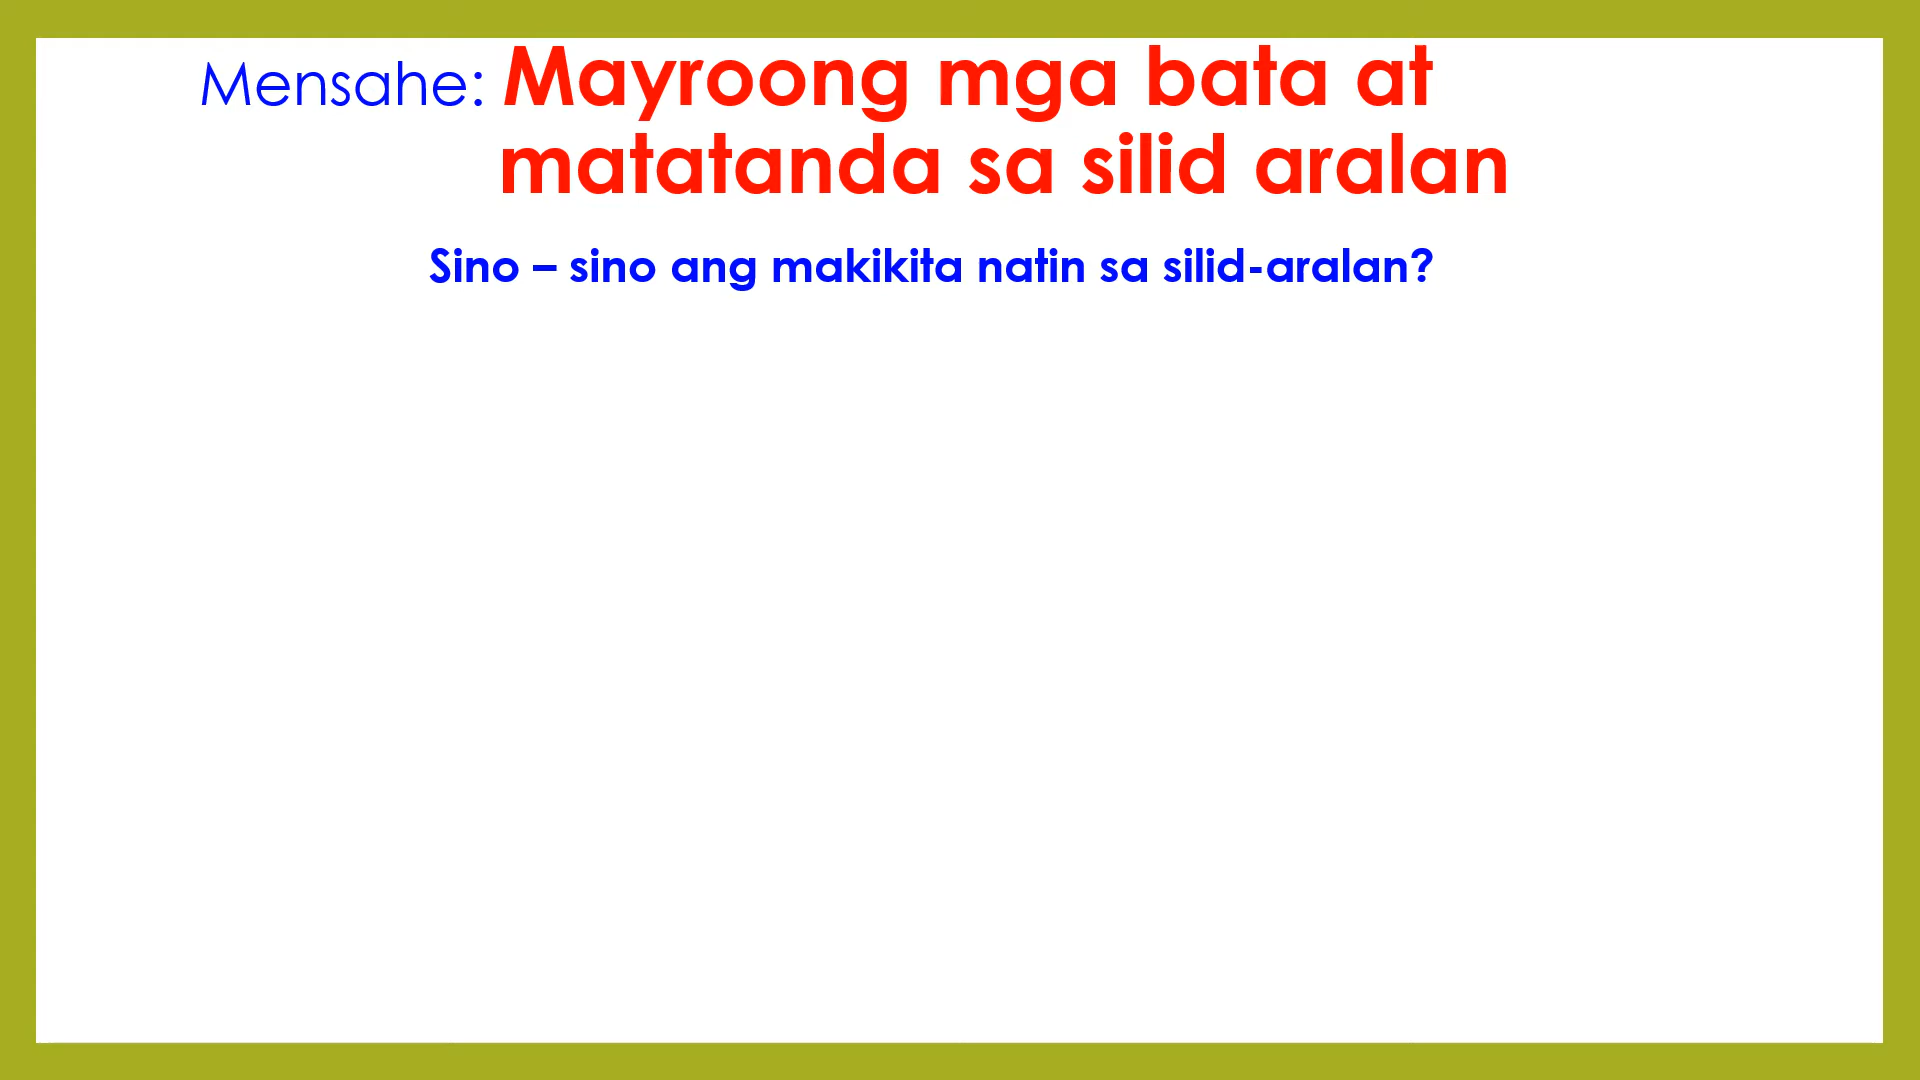 Mensahe: Mayroong mga bata at
matatanda sa silid aralan
Sino – sino ang makikita natin sa silid-aralan?